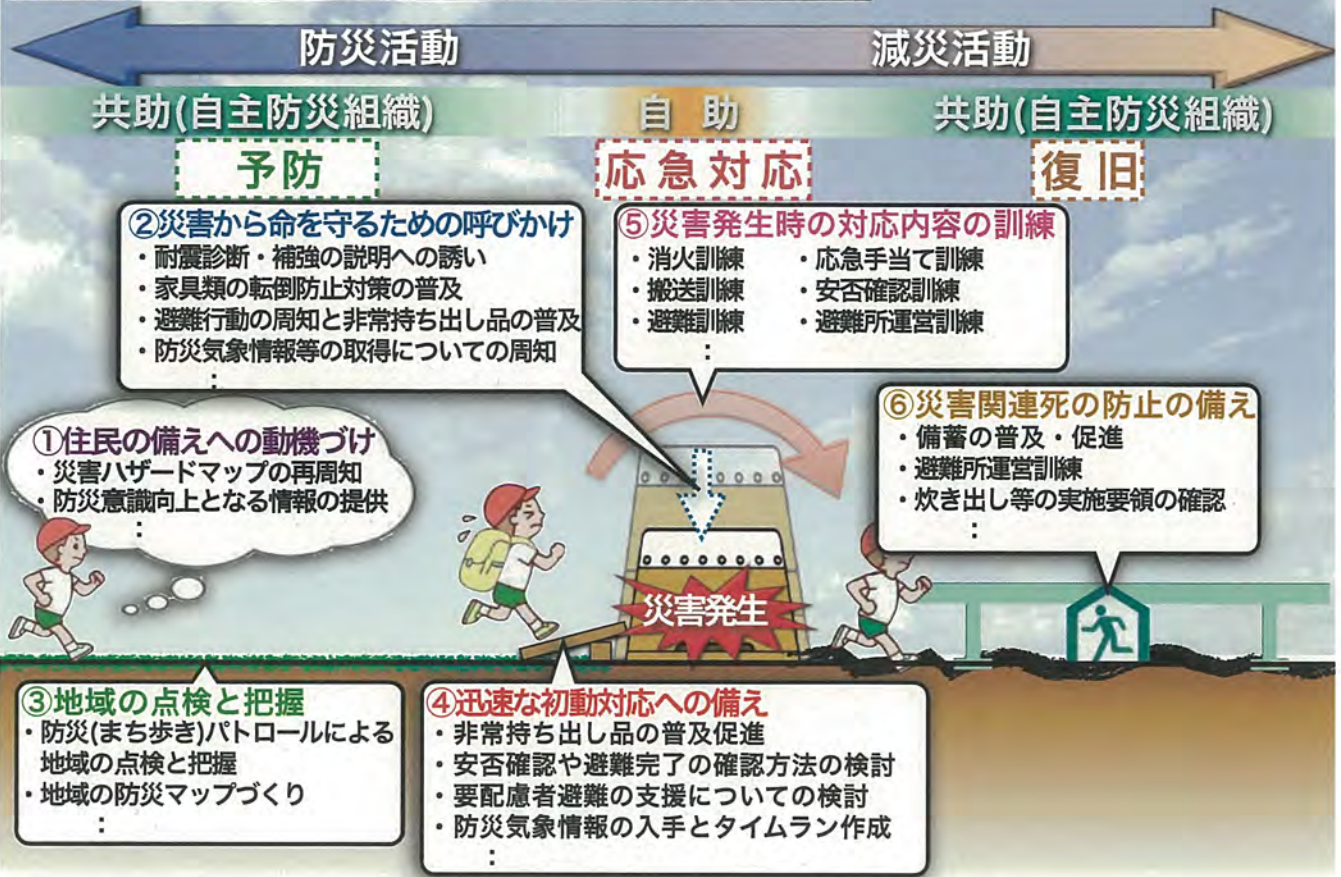 防災活動
減災活動
共助(自主防災組織)
自助
共助(自主防災組織)
予防
応急対応
復旧
②災害から命を守るための呼びかけ
・耐震診断・補強の説明への誘い
・家具類の転倒防止対策の普及
・避難行動の周知と非常持ち出し品の普及
・防災気象情報等の取得についての周知
:
⑤災害発生時の対応内容の訓練
・消火訓練 ・応急手当て訓練
・搬送訓練 ・安否確認訓練
・避難訓練 ・避難所運営訓練
:
①住民の備えへの動機づけ
・災害ハザードマップの再周知
・防災意識向上となる情報の提供
:
⑥災害関連死の防止の備え
・備蓄の普及・促進
・避難所運営訓練
・炊き出し等の実施要領の確認
:
災害発生
③地域の点検と把握
・防災(まち歩き)パトロールによる
地域の点検と把握
・地域の防災マップづくり
:
④迅速な初動対応への備え
・非常持ち出し品の普及促進
・安否確認や避難完了の確認方法の検討
・要配慮者避難の支援についての検討
・防災気象情報の入手とタイムラン作成
: